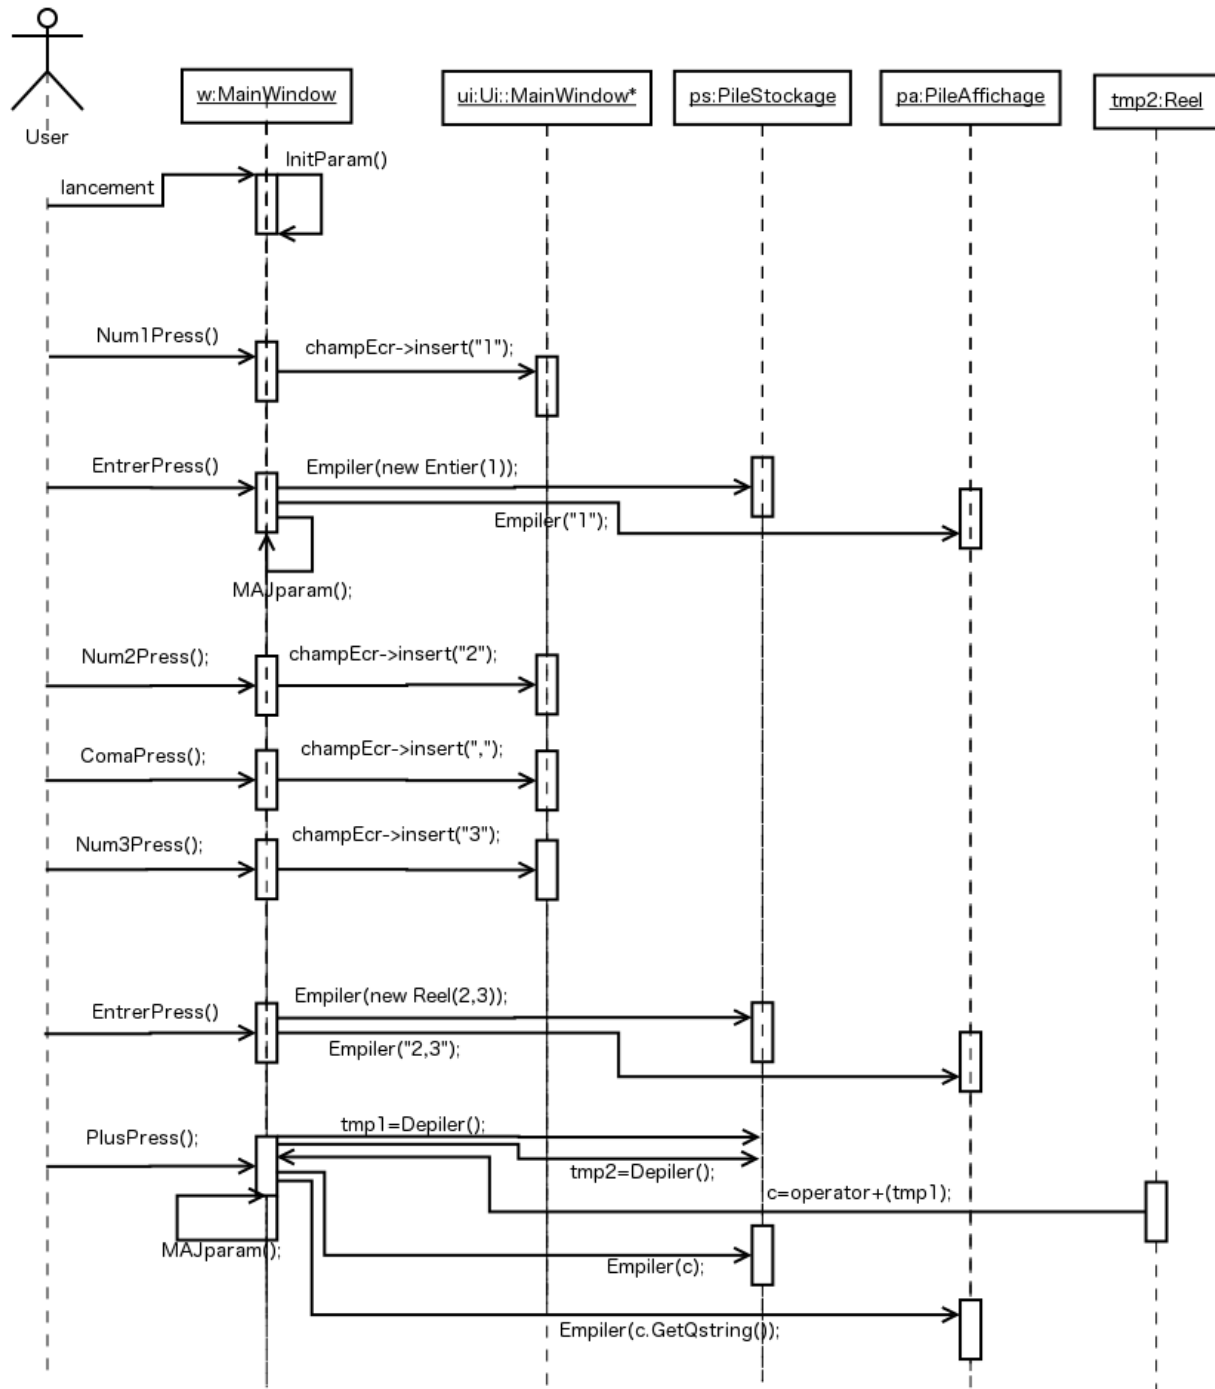 User
w:MainWindow
ui:Ui::MainWindow*
ps:PileStockage
pa:PileAffichage
tmp2:Reel
InitParam()
lancement
Num1Press()
champEcr->insert("1");
EntrerPress()
Empiler(new Entier(1));
Empiler("1");
MAJparam();
Num2Press();
champEcr->insert("2");
ComaPress();
champEcr->insert(",");
Num3Press();
champEcr->insert("3");
EntrerPress()
Empiler(new Reel(2,3));
Empiler("2,3");
PlusPress();
tmp1=Depiler();
tmp2=Depiler();
c=operator+(tmp1);
MAJparam();
Empiler(c);
Empiler(c.GetQstring());